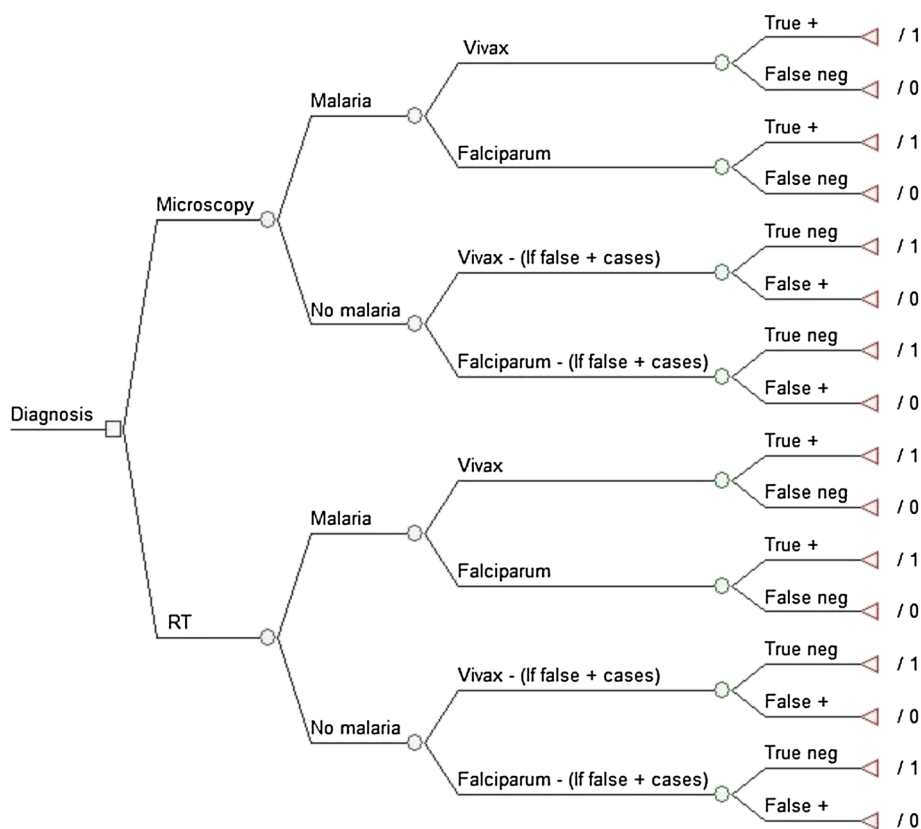 True +
/ 1
Vivax
False neg
/ 0
Malaria
True +
/ 1
Falciparum
False neg
/ 0
Microscopy
True neg
/ 1
Vivax - (If false + cases)
False +
/ 0
No malaria
True neg
/ 1
Falciparum - (If false + cases)
False +
/ 0
Diagnosis
True +
/ 1
Vivax
False neg
/ 0
Malaria
True +
/ 1
Falciparum
False neg
/ 0
RT
True neg
/ 1
Vivax - (If false + cases)
False +
/ 0
No malaria
True neg
/ 1
Falciparum - (If false + cases)
False +
/ 0